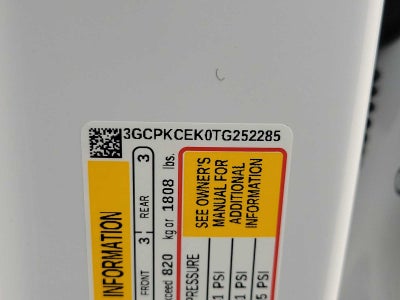 3GCPKCEK0TG252285
INFORMATION
FRONT 3
REAR 3
exceed 820 kg or 1808 lbs.
SEE OWNER'S
MANUAL FOR
ADDITIONAL
INFORMATION
PRESSURE
1 PSI
1 PSI
5 PSI